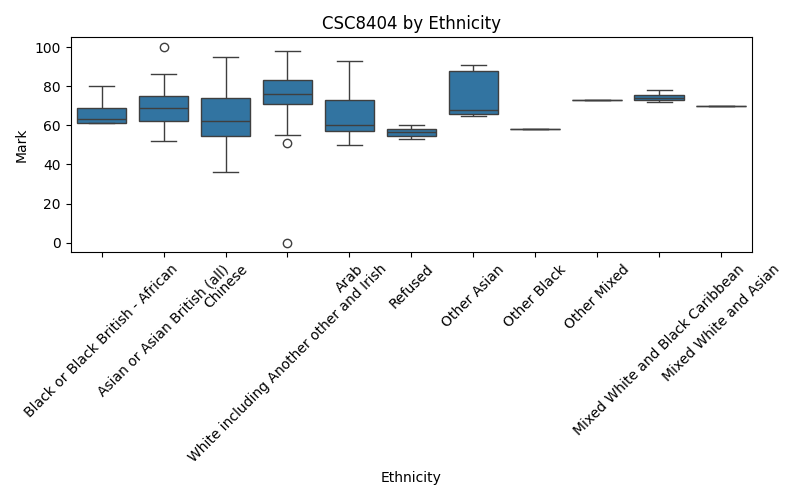 CSC8404 by Ethnicity
Mark
100
80
60
40
20
0
Black or Black British - African
Asian or Asian British (all)
Chinese
White including Another other and Irish
Arab
Refused
Other Asian
Other Black
Other Mixed
Mixed White and Black Caribbean
Mixed White and Asian
Ethnicity